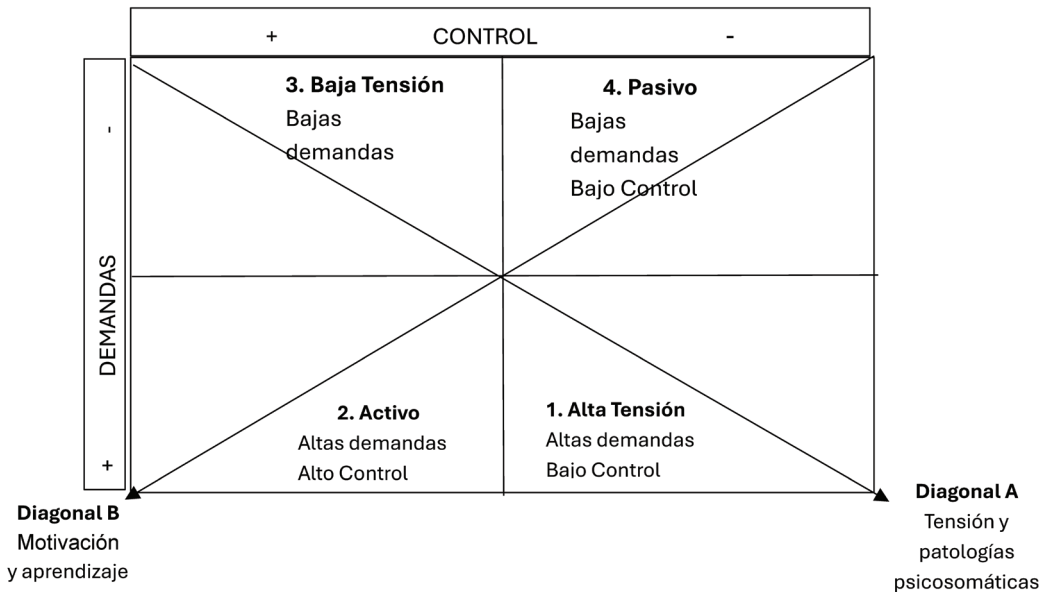 + CONTROL -
3. Baja Tensión
Bajas
demandas
4. Pasivo
Bajas
demandas
Bajo Control
-
DEMANDAS
+
2. Activo
Altas demandas
Alto Control
1. Alta Tensión
Altas demandas
Bajo Control
Diagonal B
Motivación
y aprendizaje
Diagonal A
Tensión y
patologías
psicosomáticas